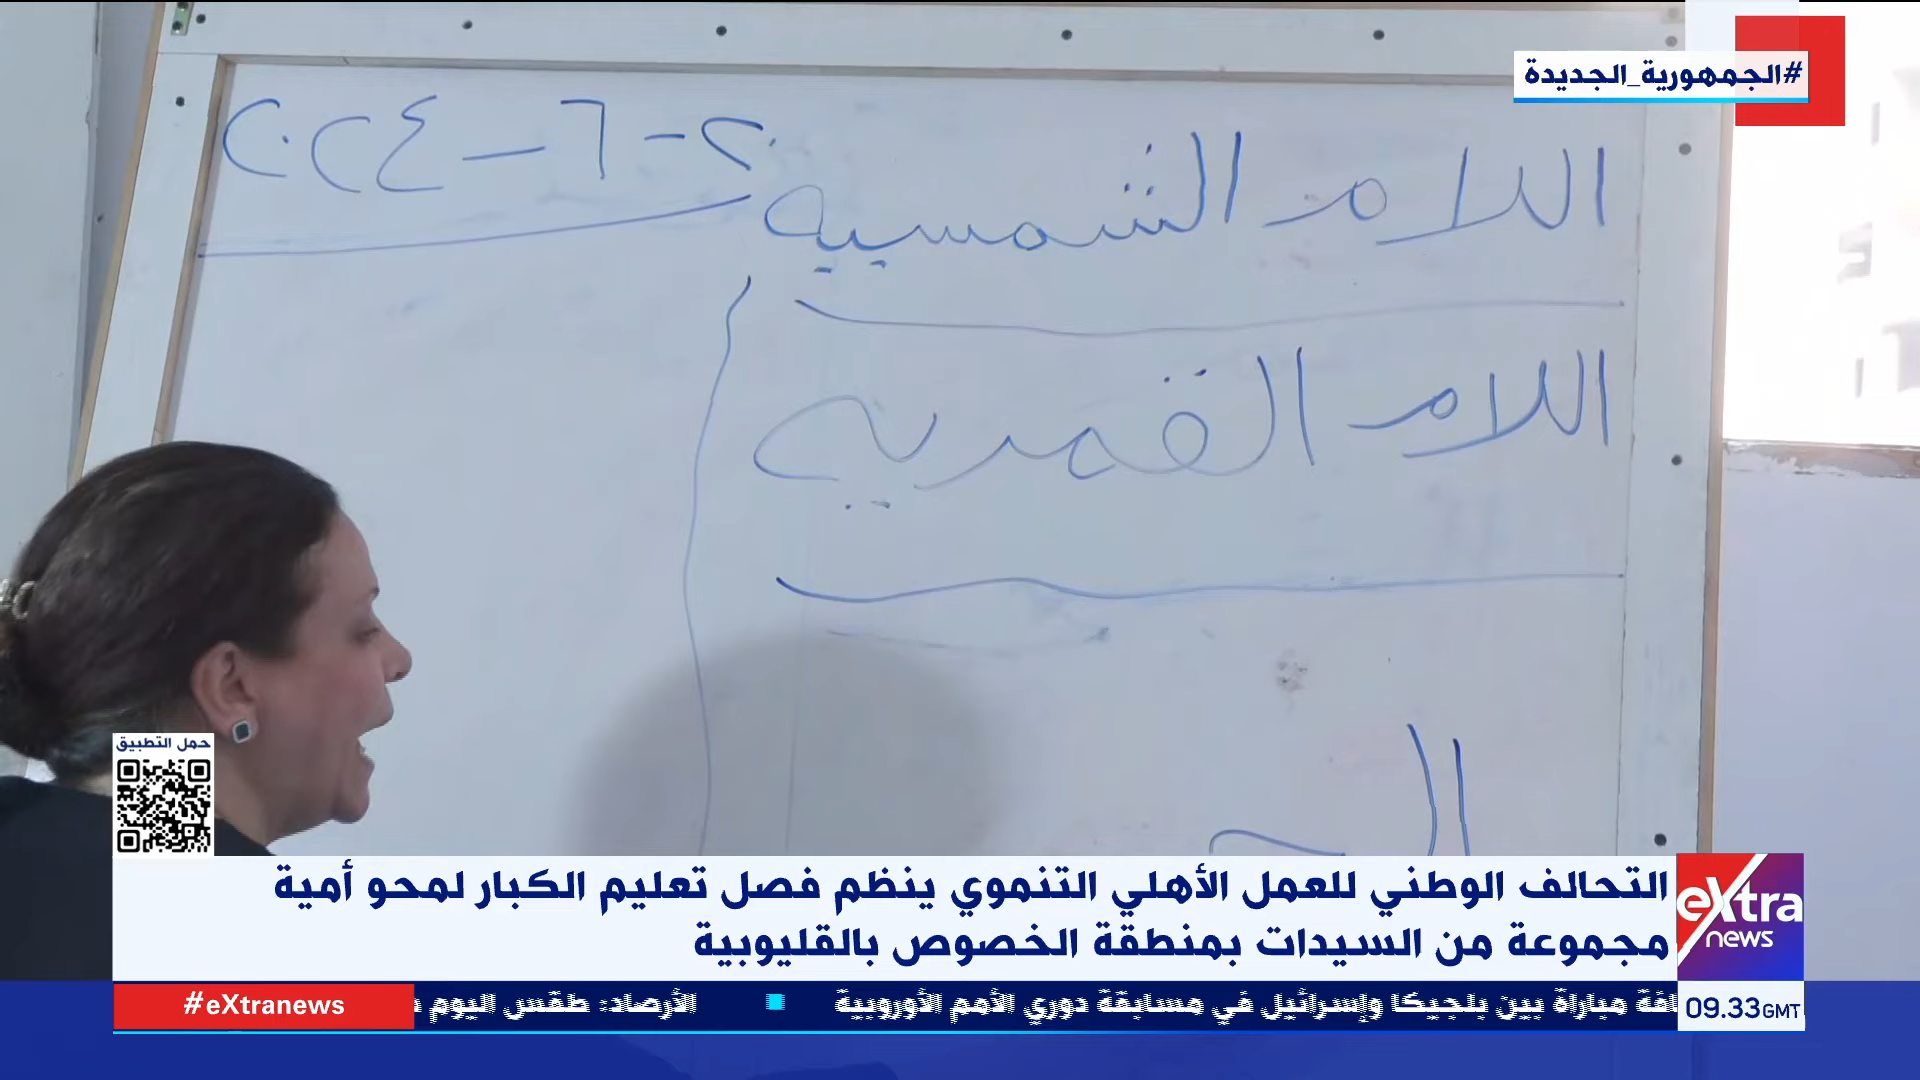 #الجمهورية_الجديدة
٢٠٢٤ – ٦ – ٢٠
اللام الشمسية
اللام القمرية
حمل التطبيق
التحالف الوطني للعمل الأهلي التنموي ينظم فصل تعليم الكبار لمحو أمية
مجموعة من السيدات بمنطقة الخصوص بالقليوبية
eXtra
news
#eXtranews
مباراة بين بلجيكا وإسرائيل في مسابقة دوري الأمم الأوروبية
الأرصاد: طقس اليوم
09.33GMT